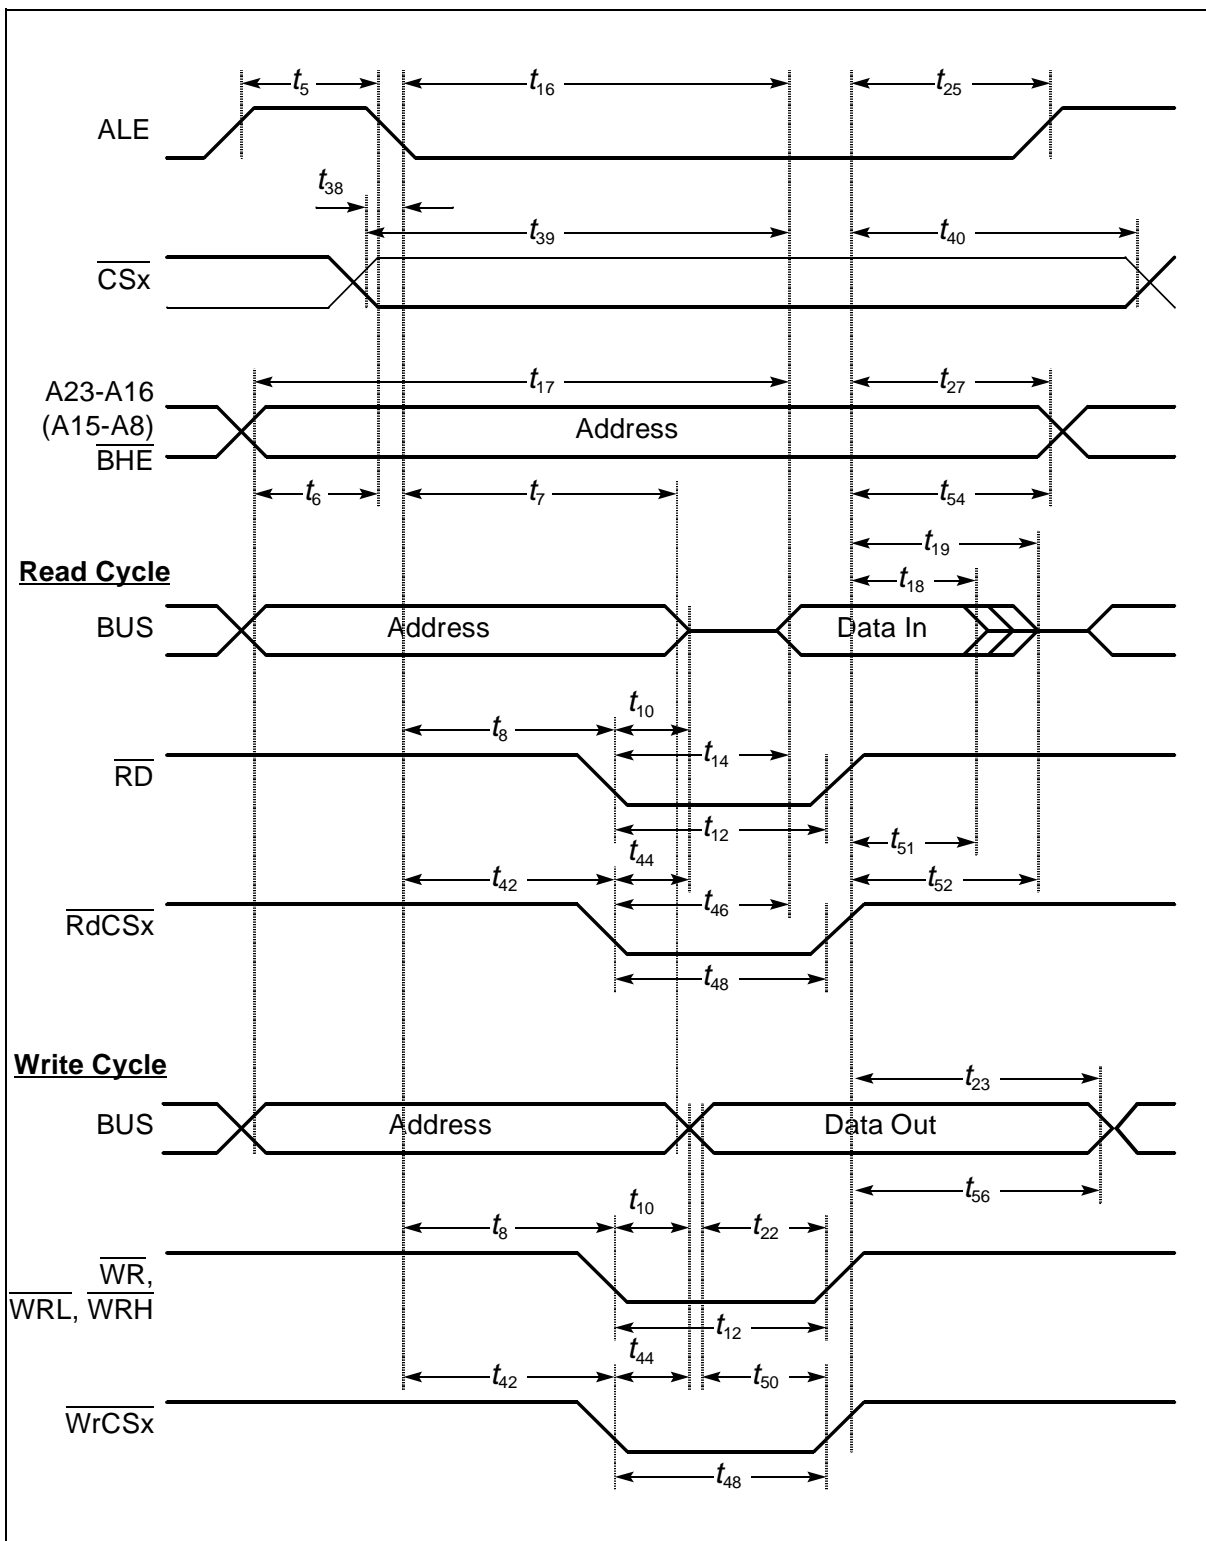 t5 t16 t25
ALE
t38
t39 t40
CSx
A23-A16
(A15-A8)
BHE
t17 t27
Address
t6 t7 t54
t19
Read Cycle
t18
BUS Address Data In
t10
t8
t14
RD
t12 t51
t44
t42 t52
t46
RdCSx
t48
Write Cycle
t23
BUS Address Data Out
t56
t10
t8 t22
WR,
WRL, WRH
t12
t44
t42 t50
WrCSx
t48